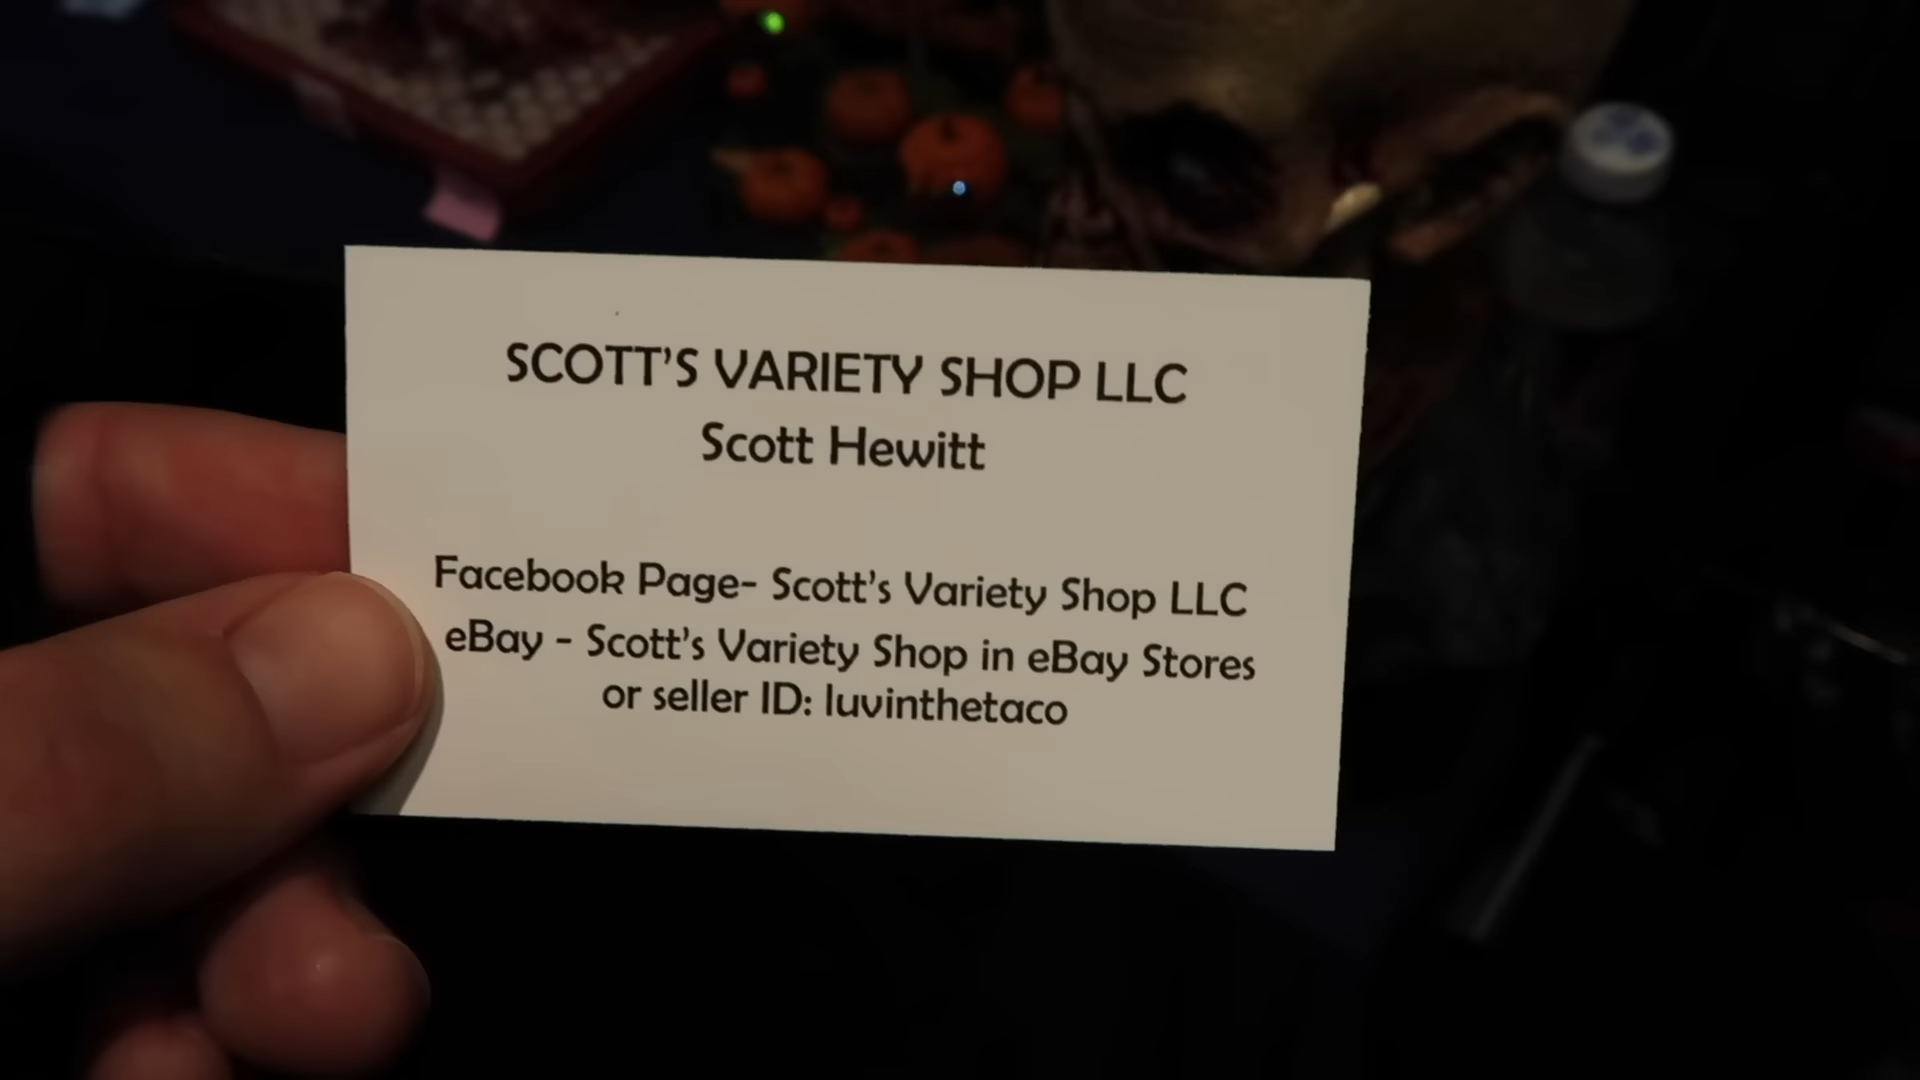 SCOTT'S VARIETY SHOP LLC
Scott Hewitt
Facebook Page- Scott's Variety Shop LLC
eBay - Scott's Variety Shop in eBay Stores
or seller ID: luvinthetaco